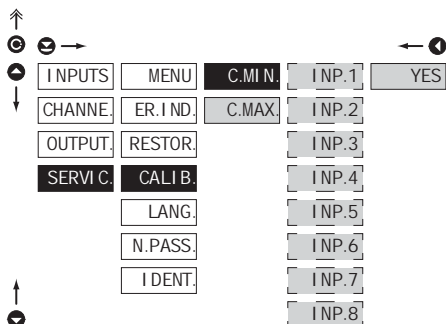 INPUTS MENU C.MIN. INP.1 YES
CHANNE. ER.IND. C.MAX. INP.2
OUTPUT. RESTOR. INP.3
SERVIC. CALIB. INP.4
LANG. INP.5
N.PASS. INP.6
IDENT. INP.7
INP.8